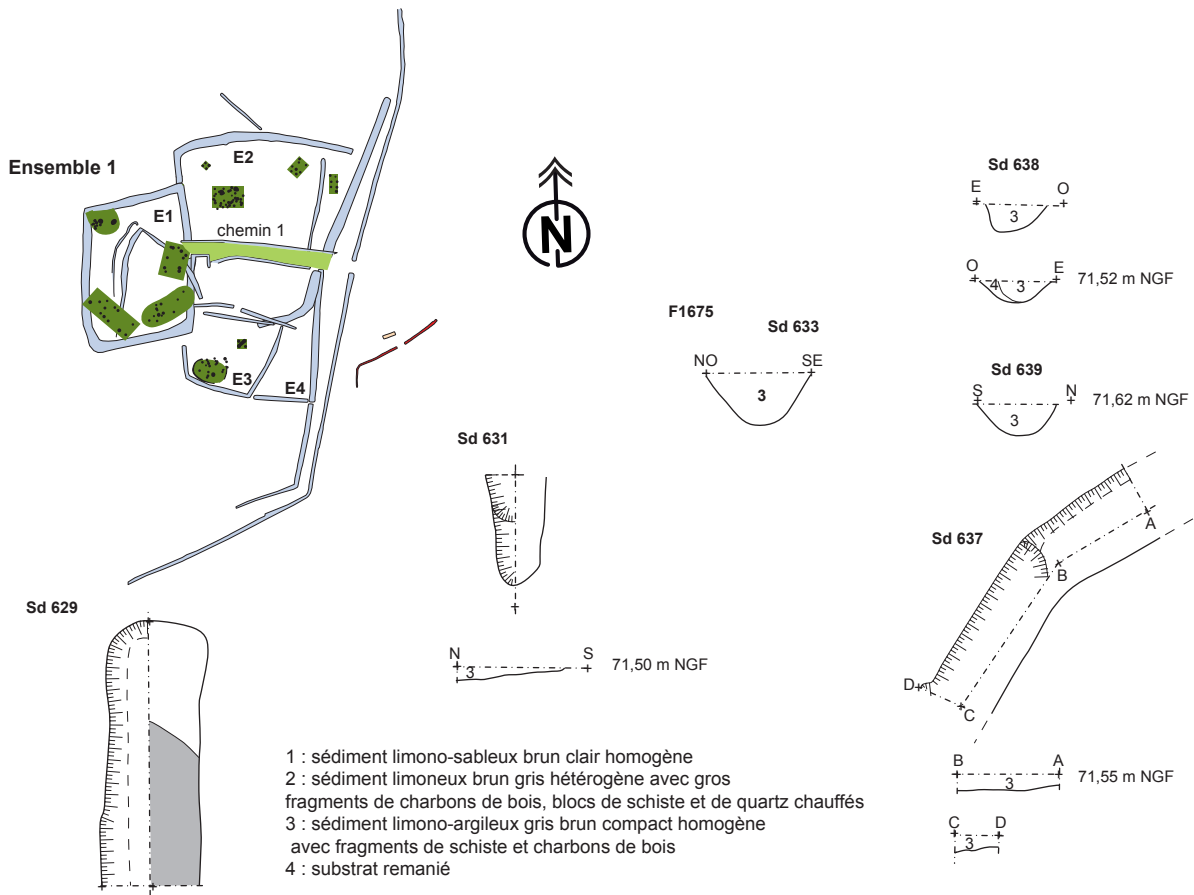 Ensemble 1
E2
E1
chemin 1
E3
E4
N
Sd 638
E O
3
O E
4 3
71,52 m NGF
F1675
Sd 633
NO SE
3
Sd 639
S N
3
71,62 m NGF
Sd 631
N S
3
71,50 m NGF
Sd 637
A
B
D
C
B A
3
71,55 m NGF
C D
3
Sd 629
1 : sédiment limono-sableux brun clair homogène
2 : sédiment limoneux brun gris hétérogène avec gros
fragments de charbons de bois, blocs de schiste et de quartz chauffés
3 : sédiment limono-argileux gris brun compact homogène
avec fragments de schiste et charbons de bois
4 : substrat remanié